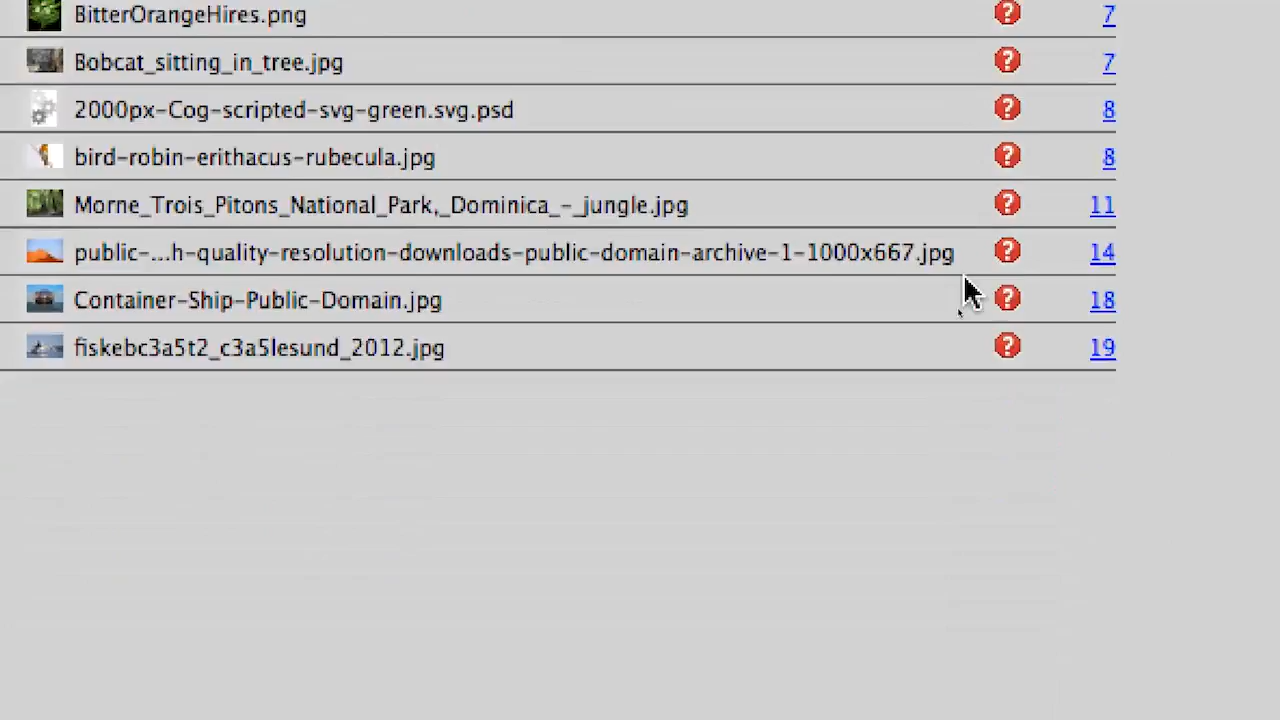 BitterOrangeHires.png 7
Bobcat_sitting_in_tree.jpg 7
2000px-Cog-scripted-svg-green.svg.psd 8
bird-robin-erithacus-rubecula.jpg 8
Morne_Trois_Pitons_National_Park,_Dominica_-_jungle.jpg 11
public-...h-quality-resolution-downloads-public-domain-archive-1-1000x667.jpg 14
Container-Ship-Public-Domain.jpg 18
fiskebc3a5t2_c3a5lesund_2012.jpg 19